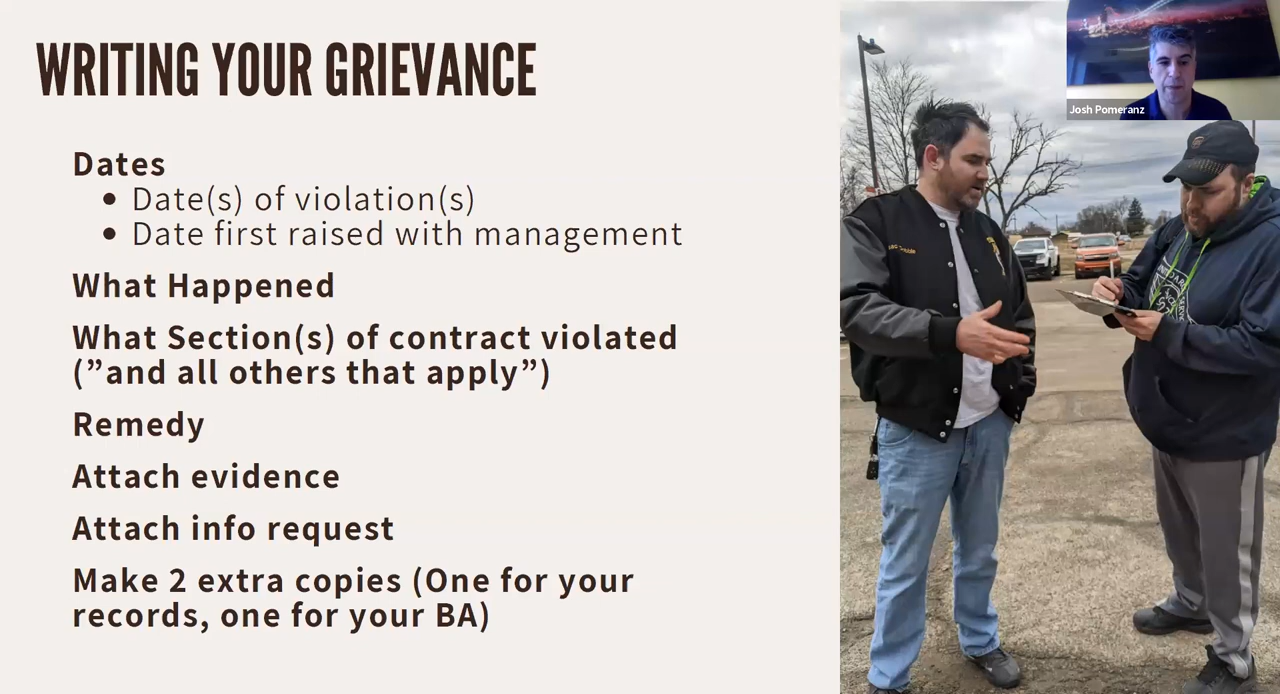 WRITING YOUR GRIEVANCE
Dates
• Date(s) of violation(s)
• Date first raised with management
What Happened
What Section(s) of contract violated
(”and all others that apply”)
Remedy
Attach evidence
Attach info request
Make 2 extra copies (One for your
records, one for your BA)
Josh Pomeranz